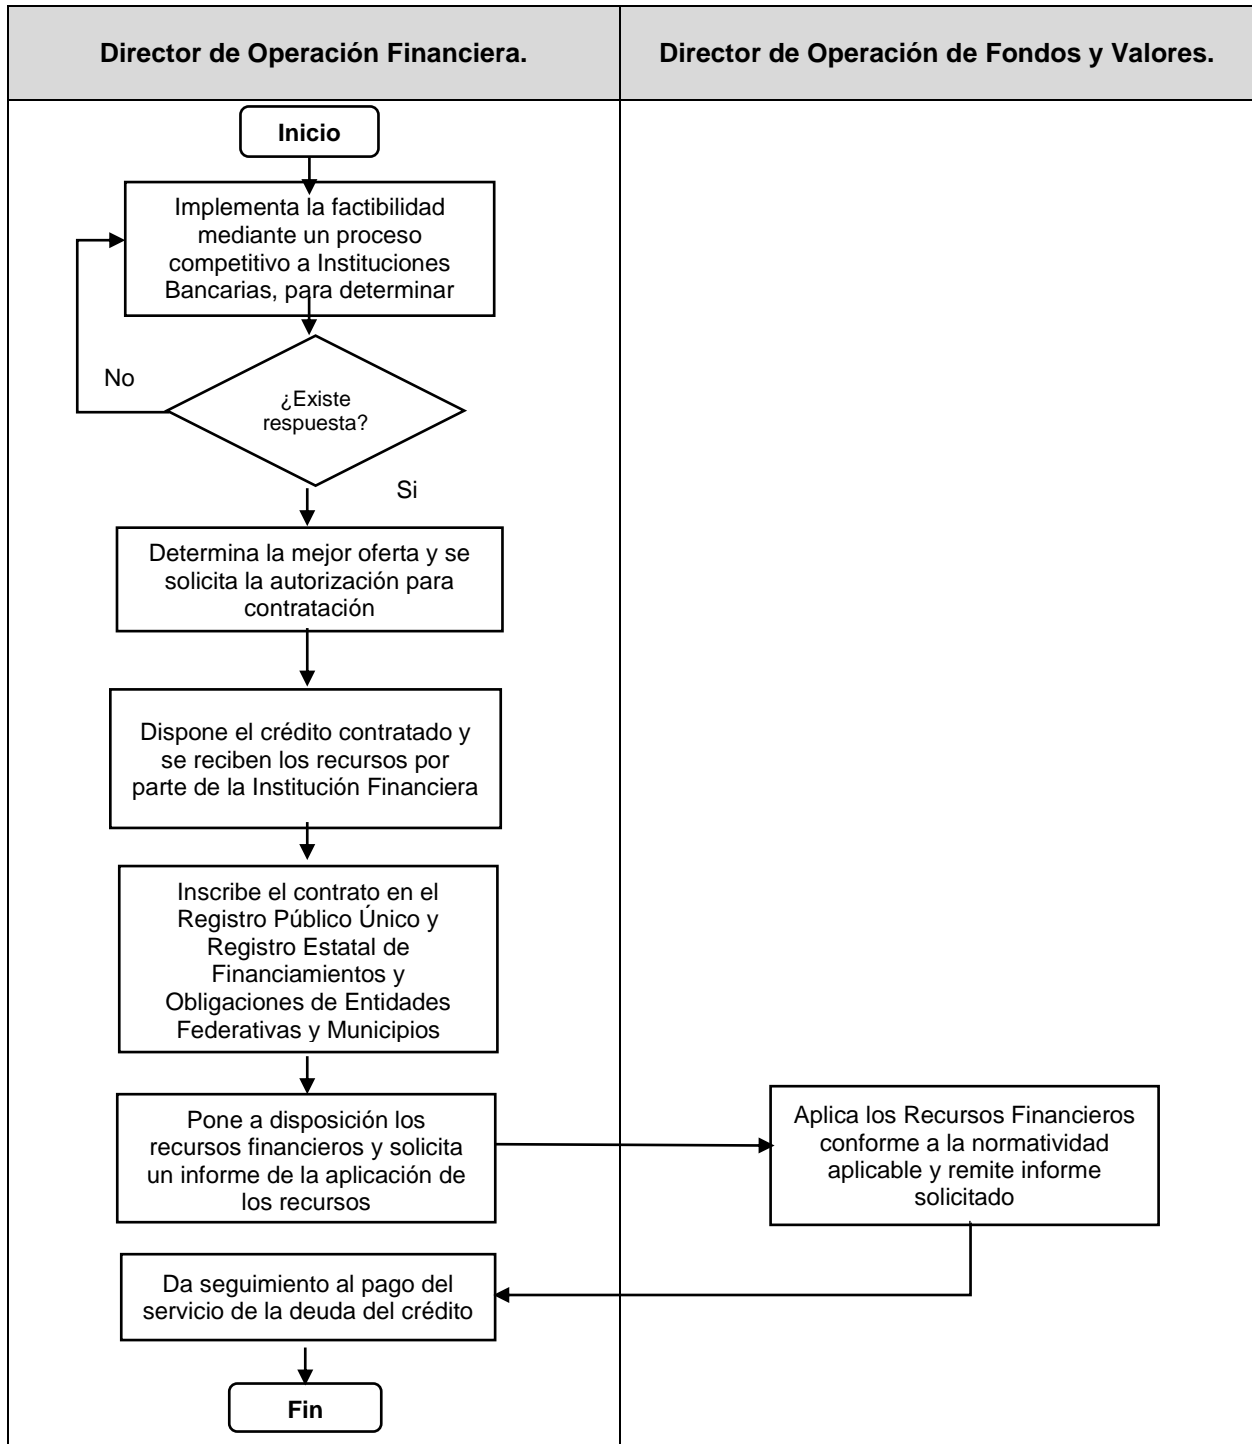 Director de Operación Financiera.
Director de Operación de Fondos y Valores.
Inicio
Implementa la factibilidad
mediante un proceso
competitivo a Instituciones
Bancarias, para determinar
No
¿Existe
respuesta?
Si
Determina la mejor oferta y se
solicita la autorización para
contratación
Dispone el crédito contratado y
se reciben los recursos por
parte de la Institución Financiera
Inscribe el contrato en el
Registro Público Único y
Registro Estatal de
Financiamientos y
Obligaciones de Entidades
Federativas y Municipios
Pone a disposición los
recursos financieros y solicita
un informe de la aplicación de
los recursos
Aplica los Recursos Financieros
conforme a la normatividad
aplicable y remite informe
solicitado
Da seguimiento al pago del
servicio de la deuda del crédito
Fin